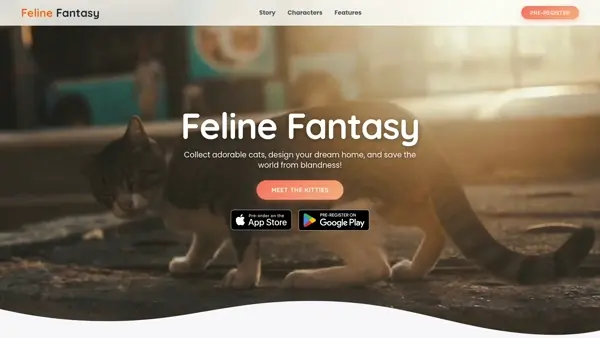 Feline Fantasy
Story
Characters
Features
PRE-REGISTER
Feline Fantasy
Collect adorable cats, design your dream home, and save the
world from blandness!
MEET THE KITTIES
Pre-order on the
App Store
PRE-REGISTER ON
Google Play